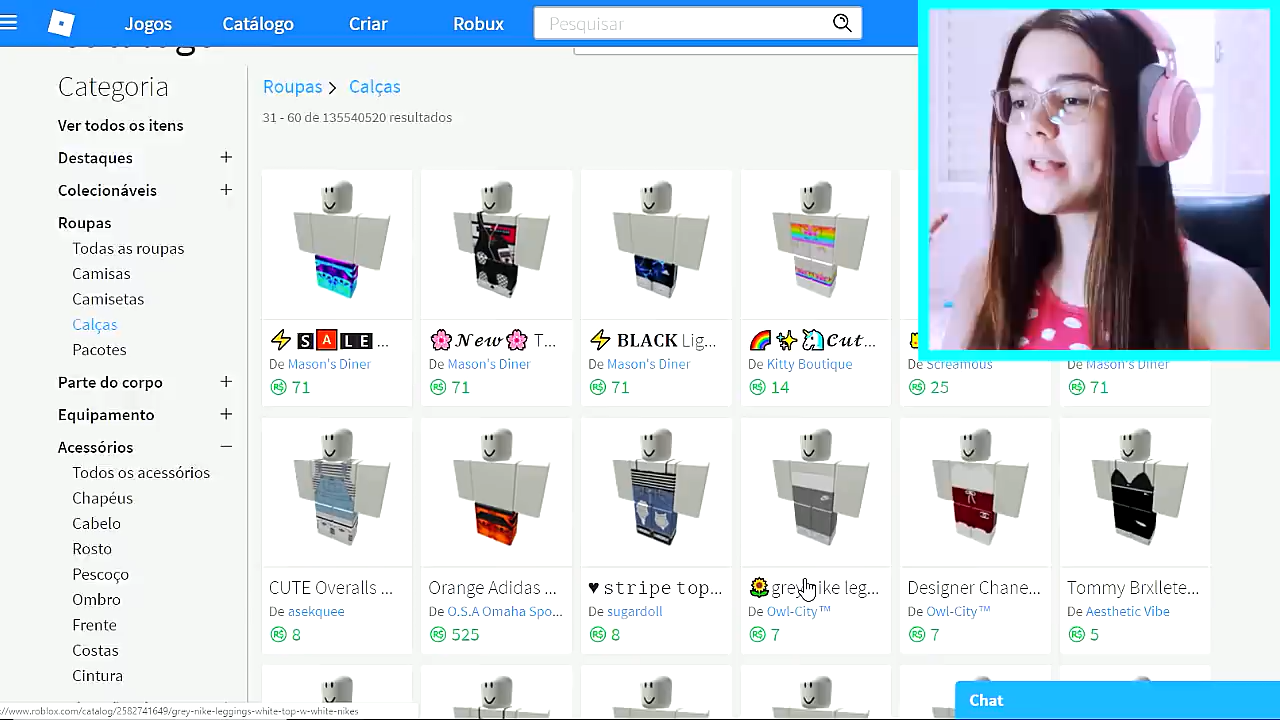 Jogos Catálogo Criar Robux Pesquisar
Categoria
Ver todos os itens
Destaques +
Colecionáveis +
Roupas
Todas as roupas
Camisas
Camisetas
Calças
Pacotes
Parte do corpo +
Equipamento +
Acessórios −
Todos os acessórios
Chapéus
Cabelo
Rosto
Pescoço
Ombro
Frente
Costas
Cintura
Roupas > Calças
31 - 60 de 135540520 resultados
⚡ 🆂🅰🅻🅴 ...
De Mason's Diner
71
🌸𝓝𝓮𝔀🌸 T...
De Mason's Diner
71
⚡ 𝐁𝐋𝐀𝐂𝐊 Lig...
De Mason's Diner
71
🌈✨🦄𝓒𝓾𝓽...
De Kitty Boutique
14
De Screamous
25
De Mason's Diner
71
CUTE Overalls ...
De asekquee
8
Orange Adidas ...
De O.S.A Omaha Spo...
525
♥ 𝚜𝚝𝚛𝚒𝚙𝚎 𝚝𝚘𝚙...
De sugardoll
8
🌻grey nike leg...
De Owl-City™
7
Designer Chane...
De Owl-City™
7
Tommy Brxllete...
De Aesthetic Vibe
5
Chat
://www.roblox.com/catalog/2582741649/grey-nike-leggings-white-top-w-white-nikes